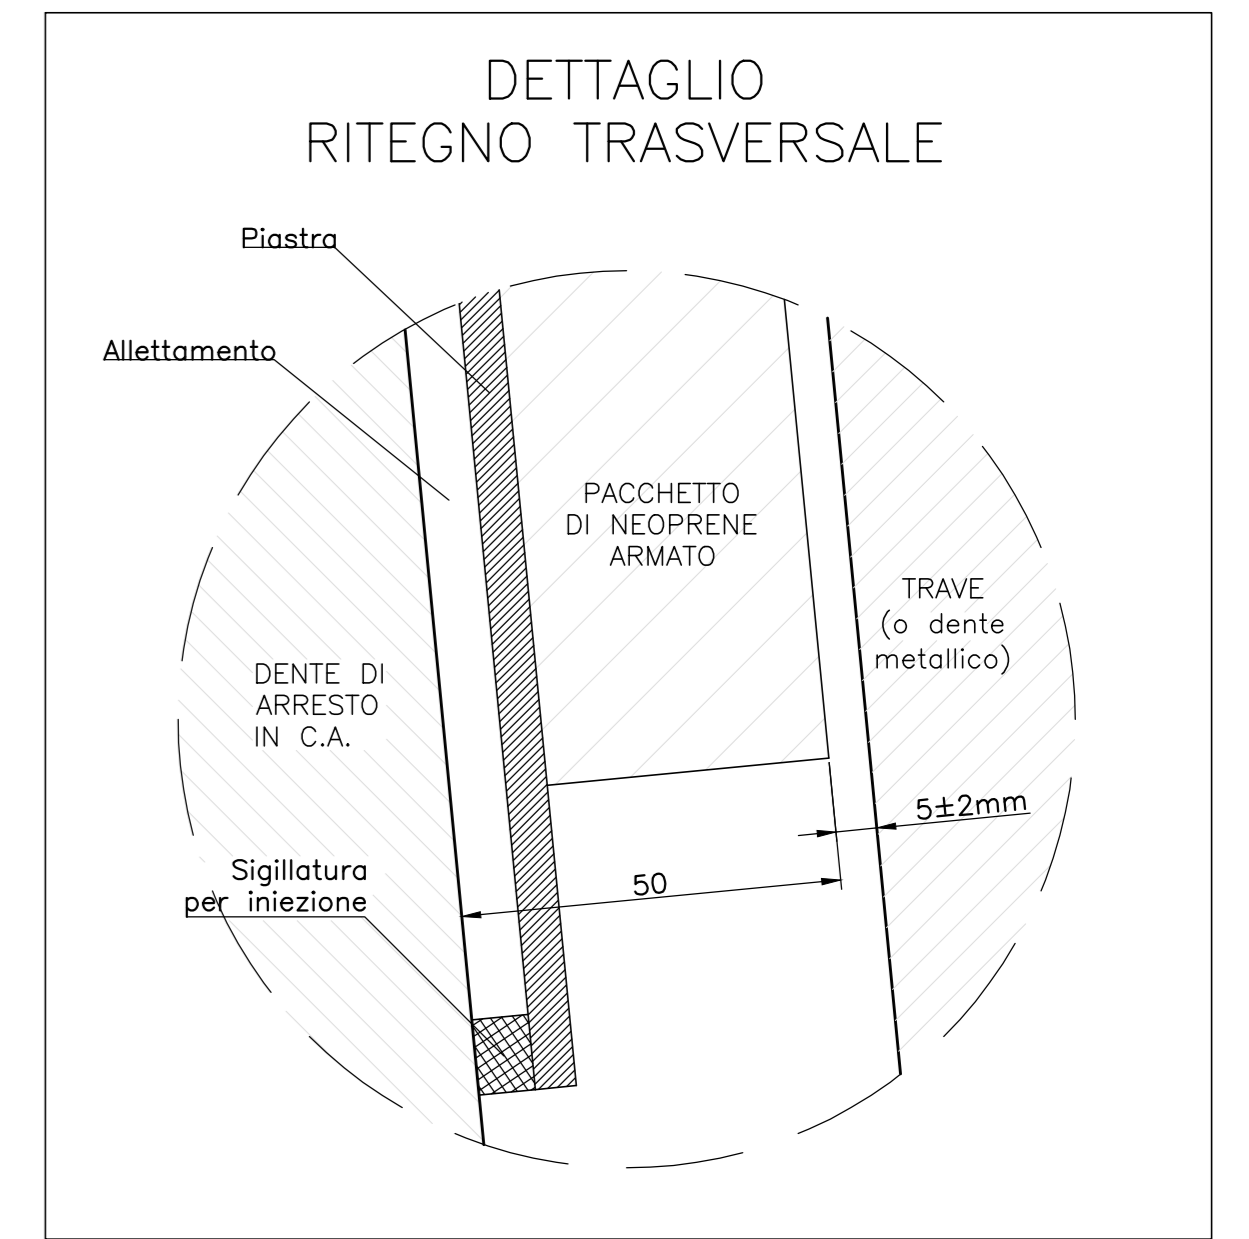 DETTAGLIO
RITEGNO TRASVERSALE
Piastra
Allettamento
PACCHETTO
DI NEOPRENE
ARMATO
TRAVE
(o dente
metallico)
DENTE DI
ARRESTO
IN C.A.
5±2mm
Sigillatura
per iniezione
50